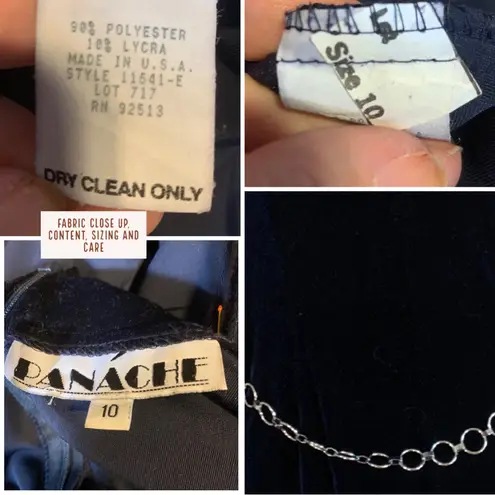 90% POLYESTER
10% LYCRA
MADE IN U.S.A.
STYLE 11641-E
LOT 717
RN 92513
DRY CLEAN ONLY
Size 10
FABRIC CLOSE UP,
CONTENT, SIZING AND
CARE
PANÁCHE
10